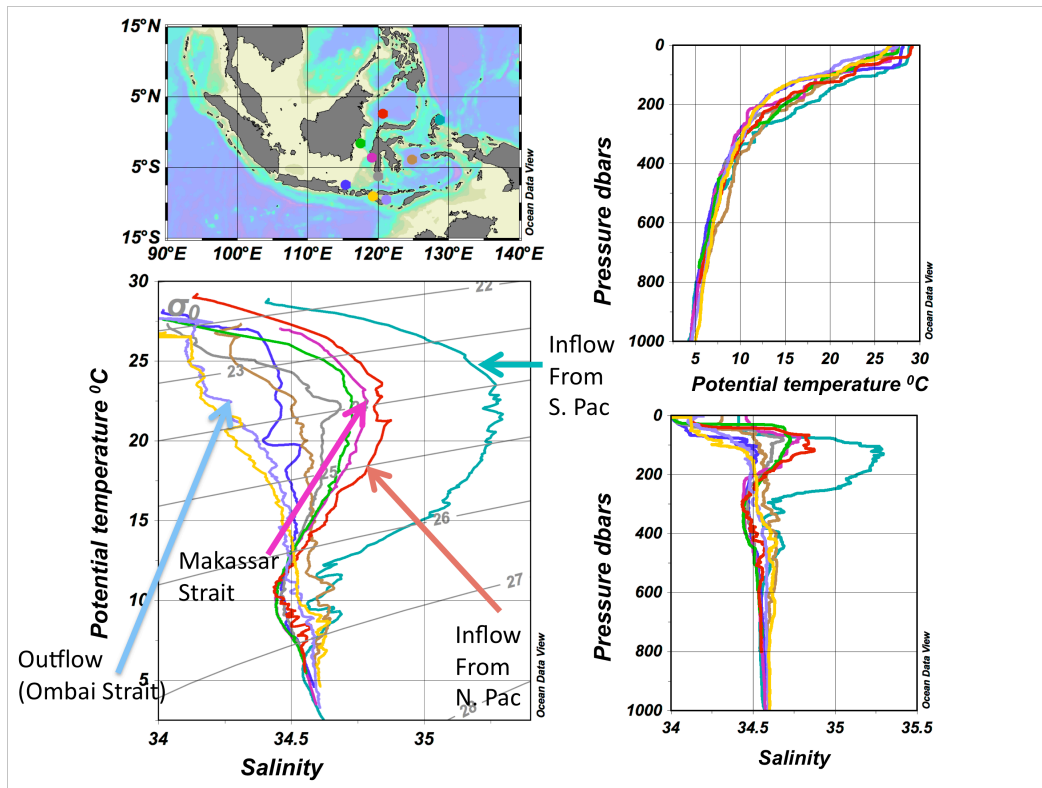 15°N
5°N
5°S
15°S
90°E 100°E 110°E 120°E 130°E 140°E
Ocean Data View
0
200
400
600
800
1000
Pressure dbars
5 10 15 20 25 30
Potential temperature ⁰C
Ocean Data View
30
25
20
15
10
5
Potential temperature ⁰C
σ₀
22
23
25
26
27
28
34 34.5 35
Salinity
Ocean Data View
Inflow
From
S. Pac
Makassar
Strait
Outflow
(Ombai Strait)
Inflow
From
N. Pac
0
200
400
600
800
1000
Pressure dbars
34 34.5 35 35.5
Salinity
Ocean Data View